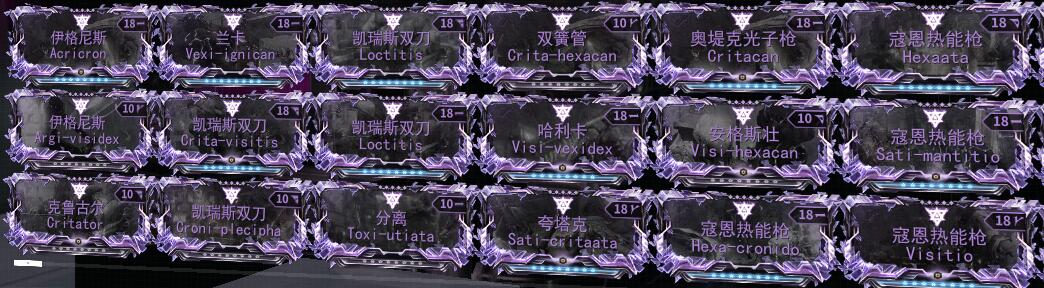 18
伊格尼斯
Acricron
18
兰卡
Vexi-ignican
18
凯瑞斯双刀
Loctitis
10
双簧管
Crita-hexacan
18
奥堤克光子枪
Critacan
18
寇恩热能枪
Hexaata
10
伊格尼斯
Argi-visidex
18
凯瑞斯双刀
Crita-visitis
18
凯瑞斯双刀
Loctitis
18
哈利卡
Visi-vexidex
10
安格斯壮
Visi-hexacan
18
寇恩热能枪
Sati-mantitio
10
克鲁古尔
Critator
10
凯瑞斯双刀
Croni-plecipha
10
分离
Toxi-utiata
18
夸塔克
Sati-critaata
18
寇恩热能枪
Hexa-cronido
18
寇恩热能枪
Visitio